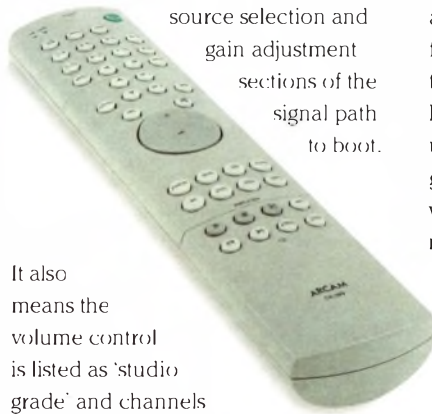 source selection and
gain adjustment
sections of the
signal path
to boot.
It also
means the
volume control
is listed as 'studio
grade' and channels
ARCAM